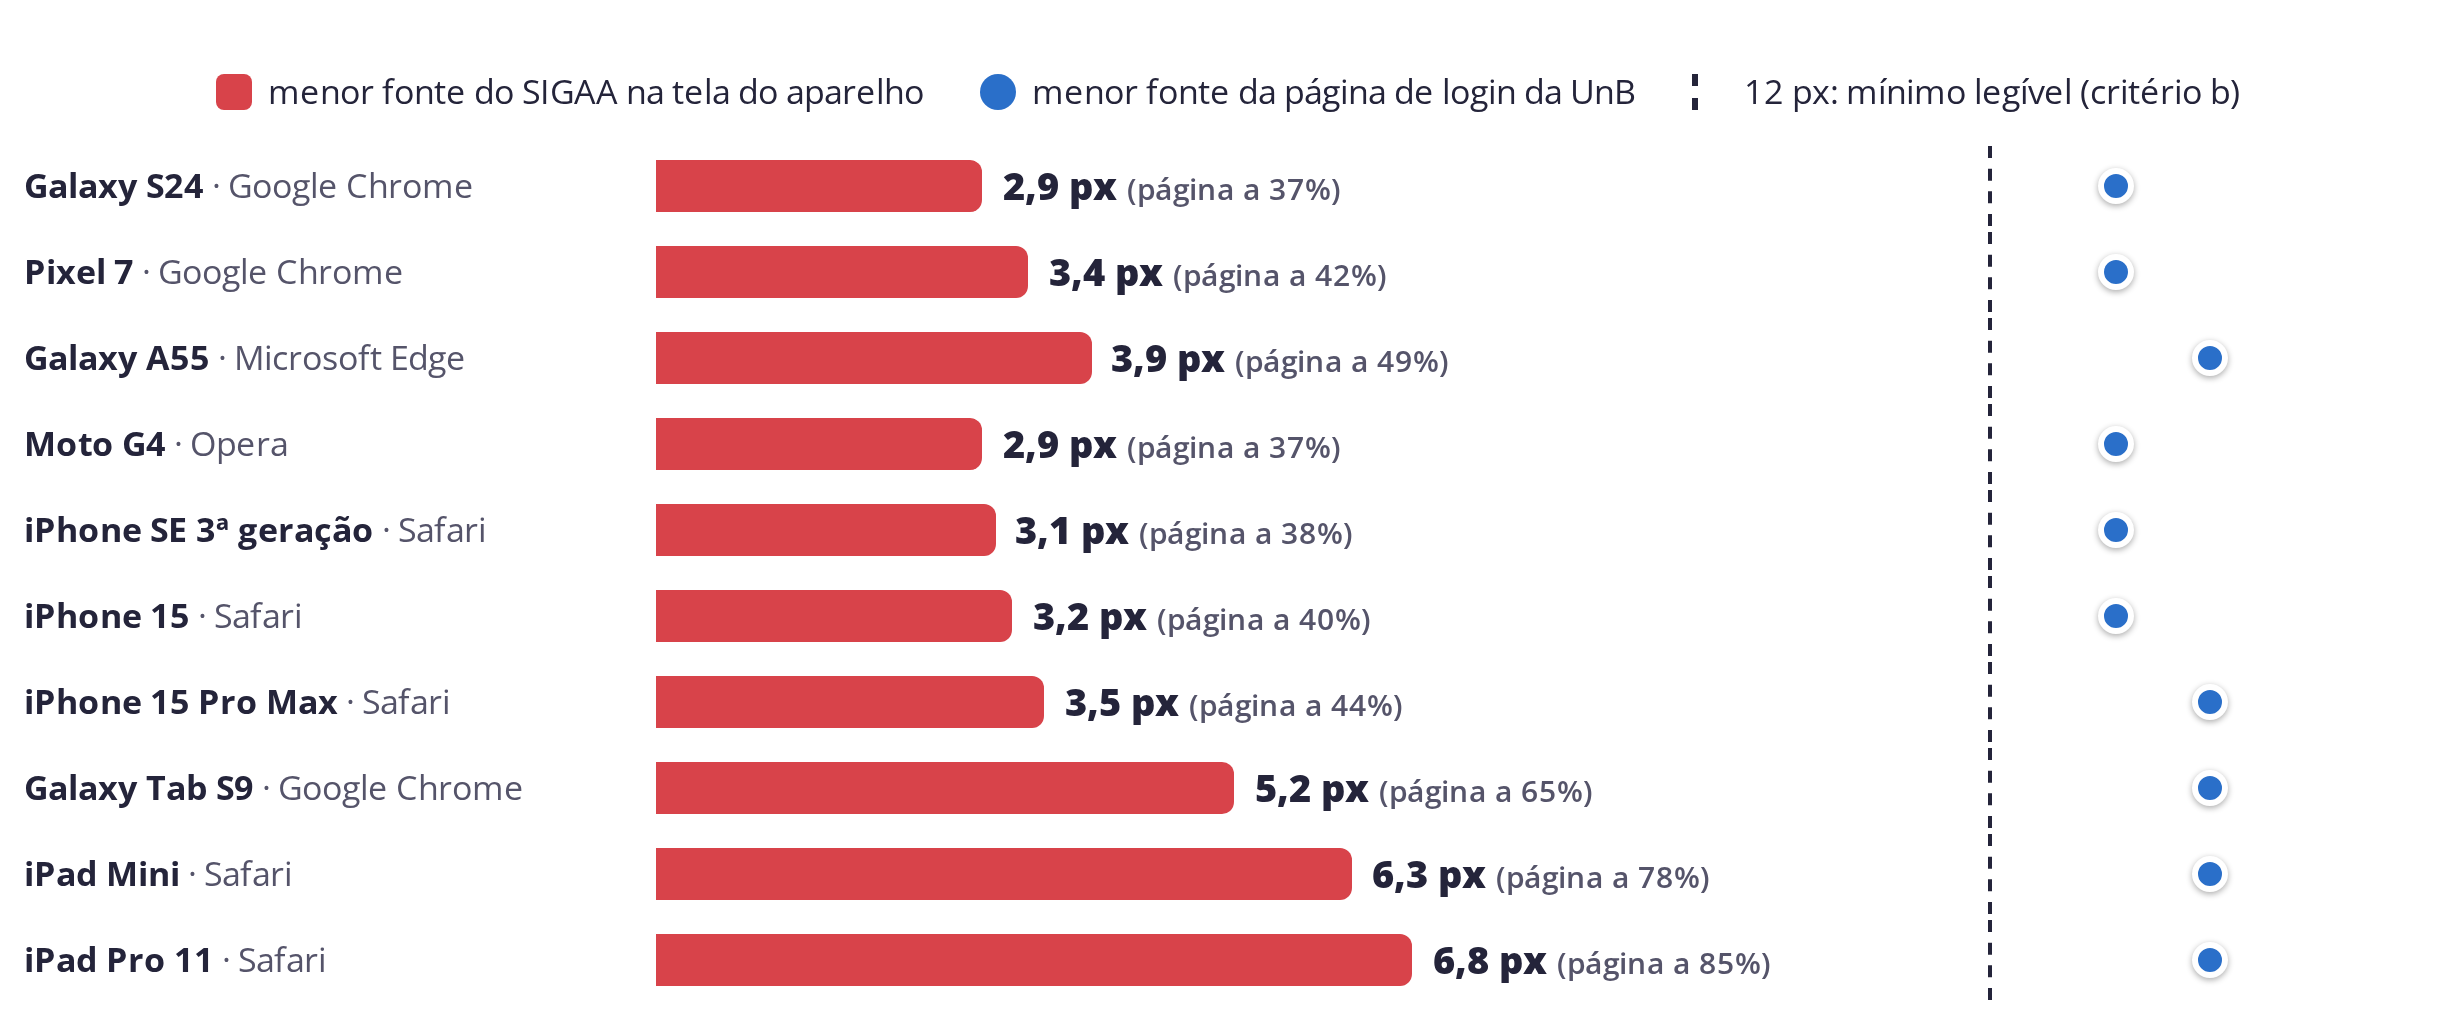 menor fonte do SIGAA na tela do aparelho menor fonte da página de login da UnB 12 px: mínimo legível (critério b)
Galaxy S24 · Google Chrome 2,9 px (página a 37%)
Pixel 7 · Google Chrome 3,4 px (página a 42%)
Galaxy A55 · Microsoft Edge 3,9 px (página a 49%)
Moto G4 · Opera 2,9 px (página a 37%)
iPhone SE 3ª geração · Safari 3,1 px (página a 38%)
iPhone 15 · Safari 3,2 px (página a 40%)
iPhone 15 Pro Max · Safari 3,5 px (página a 44%)
Galaxy Tab S9 · Google Chrome 5,2 px (página a 65%)
iPad Mini · Safari 6,3 px (página a 78%)
iPad Pro 11 · Safari 6,8 px (página a 85%)